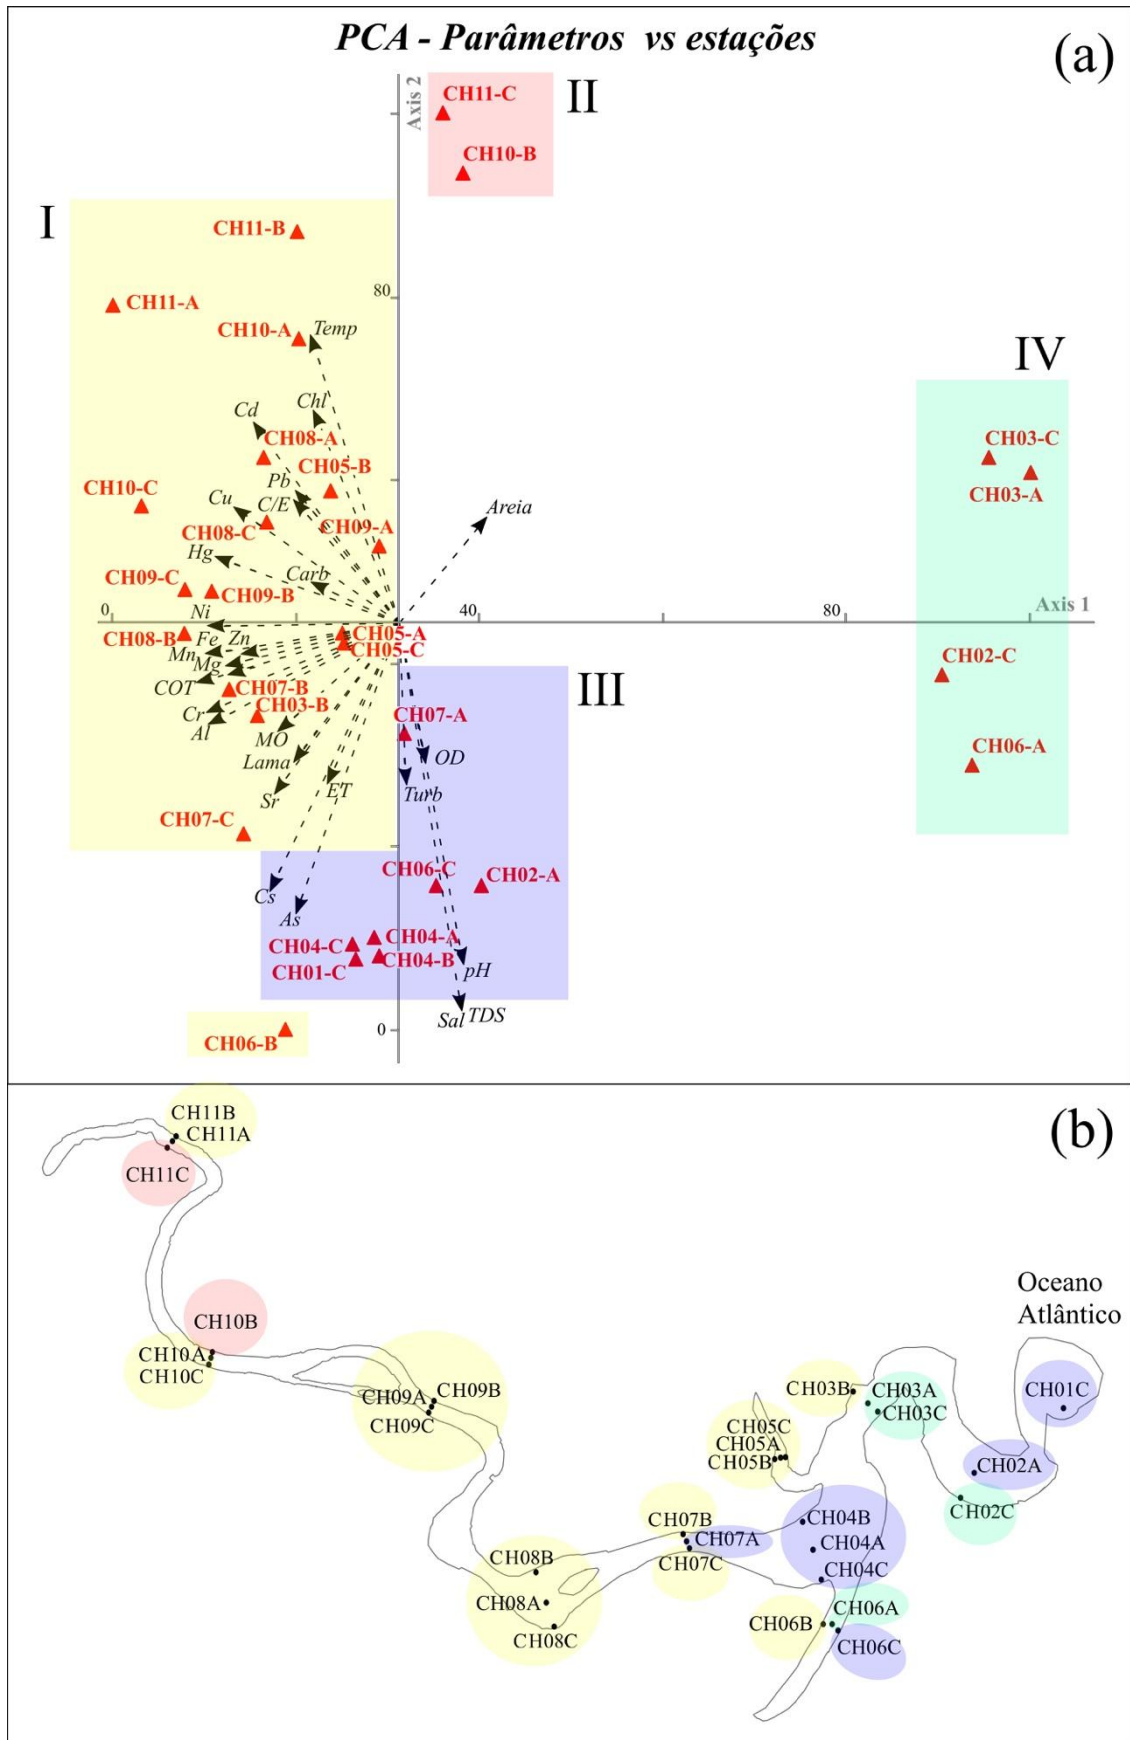 PCA - Parâmetros vs estações
(a)
Axis 2
CH11-C
II
CH10-B
I
CH11-B
80
CH11-A
CH10-A
Temp
IV
Chl
Cd
CH08-A
CH03-C
CH05-B
Pb
CH10-C
CH03-A
Cu
C/E
Areia
CH08-C
CH09-A
Hg
Carb
CH09-C
CH09-B
0
40
80
Axis 1
Ni
CH08-B
Fe
Zn
CH05-A
Mn
CH05-C
Mg
CH02-C
COT
CH07-B
III
CH03-B
Cr
CH07-A
Al
MO
CH06-A
Lama
OD
Sr
ET
Turb
CH07-C
CH06-C
CH02-A
Cs
As
CH04-C
CH04-A
CH01-C
CH04-B
pH
Sal
TDS
0
CH06-B
(b)
CH11B
CH11A
CH11C
Oceano
Atlântico
CH10B
CH10A
CH10C
CH09B
CH09A
CH09C
CH03B
CH03A
CH03C
CH01C
CH05C
CH05A
CH05B
CH02A
CH02C
CH07B
CH07A
CH07C
CH04B
CH04A
CH04C
CH08B
CH08A
CH08C
CH06B
CH06A
CH06C